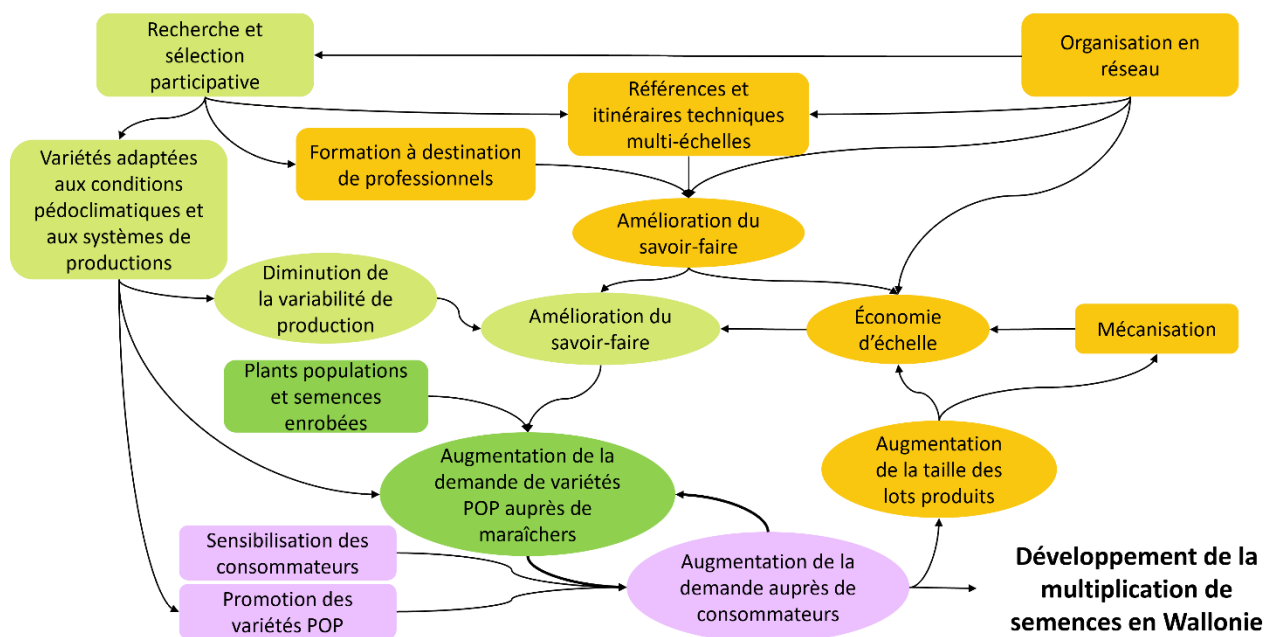 Recherche et
sélection
participative
Organisation en
réseau
Références et
itinéraires techniques
multi-échelles
Formation à destination
de professionnels
Variétés adaptées
aux conditions
pédoclimatiques et
aux systèmes de
productions
Amélioration du
savoir-faire
Diminution de
la variabilité de
production
Amélioration du
savoir-faire
Économie
d'échelle
Mécanisation
Plants populations
et semences
enrobées
Augmentation de la
demande de variétés
POP auprès de
maraîchers
Augmentation
de la taille des
lots produits
Sensibilisation des
consommateurs
Augmentation de la
demande auprès de
consommateurs
Promotion des
variétés POP
Développement de la
multiplication de
semences en Wallonie